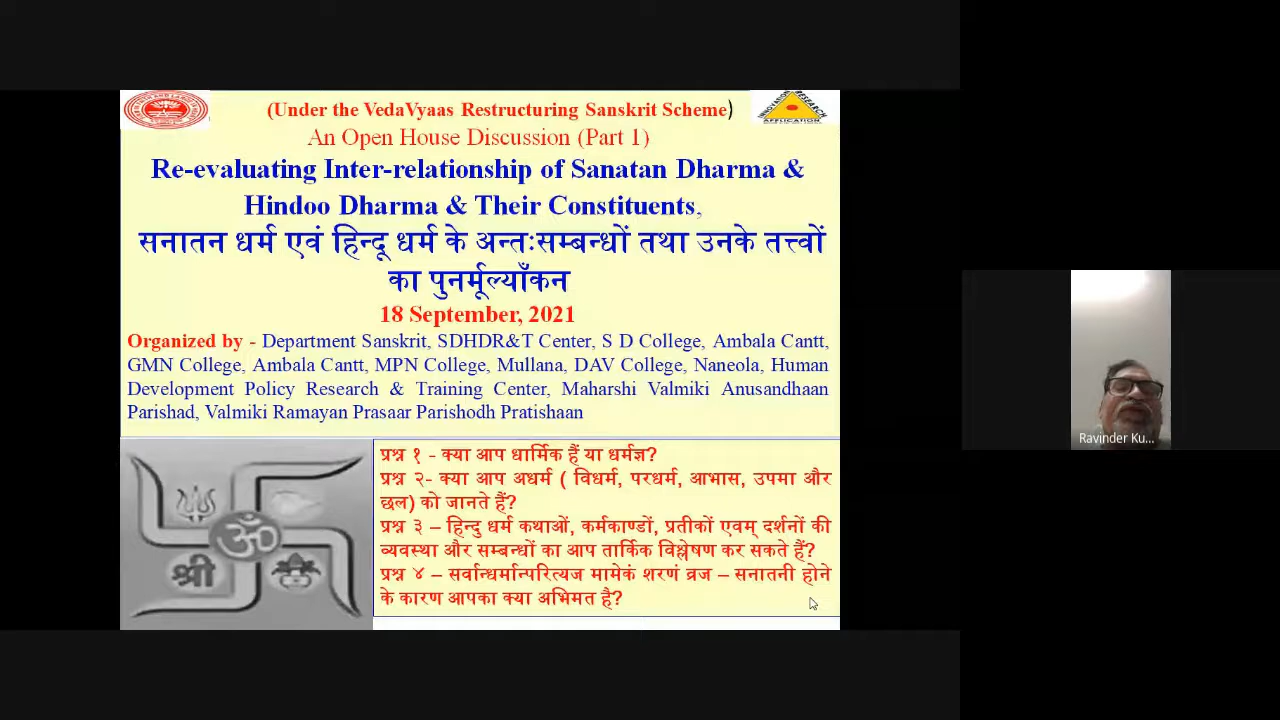 (Under the VedaVyaas Restructuring Sanskrit Scheme)
An Open House Discussion (Part 1)
Re-evaluating Inter-relationship of Sanatan Dharma &
Hindoo Dharma & Their Constituents,
सनातन धर्म एवं हिन्दू धर्म के अन्तःसम्बन्धों तथा उनके तत्त्वों
का पुनर्मूल्याँकन
18 September, 2021
Organized by - Department Sanskrit, SDHDR&T Center, S D College, Ambala Cantt,
GMN College, Ambala Cantt, MPN College, Mullana, DAV College, Naneola, Human
Development Policy Research & Training Center, Maharshi Valmiki Anusandhaan
Parishad, Valmiki Ramayan Prasaar Parishodh Pratishaan
प्रश्न १ - क्या आप धार्मिक हैं या धर्मज्ञ?
प्रश्न २- क्या आप अधर्म ( विधर्म, परधर्म, आभास, उपमा और
छल) को जानते हैं?
प्रश्न ३ – हिन्दु धर्म कथाओं, कर्मकाण्डों, प्रतीकों एवम् दर्शनों की
व्यवस्था और सम्बन्धों का आप तार्किक विश्लेषण कर सकते हैं?
प्रश्न ४ – सर्वान्धर्मान्परित्यज मामेकं शरणं व्रज – सनातनी होने
के कारण आपका क्या अभिमत है?
ॐ
श्री
INNOVATION RESEARCH
APPLICATION
Ravinder Ku...